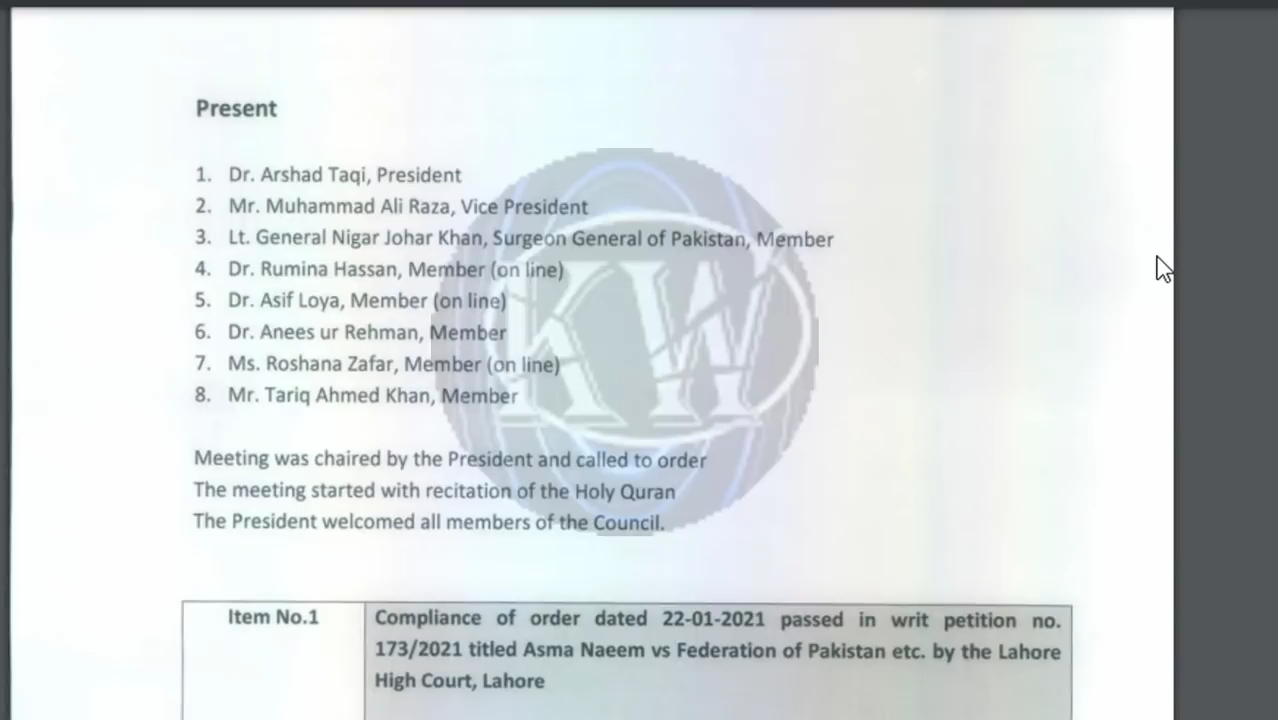 Present
1. Dr. Arshad Taqi, President
2. Mr. Muhammad Ali Raza, Vice President
3. Lt. General Nigar Johar Khan, Surgeon General of Pakistan, Member
4. Dr. Rumina Hassan, Member (on line)
5. Dr. Asif Loya, Member (on line)
6. Dr. Anees ur Rehman, Member
7. Ms. Roshana Zafar, Member (on line)
8. Mr. Tariq Ahmed Khan, Member
KW
Meeting was chaired by the President and called to order
The meeting started with recitation of the Holy Quran
The President welcomed all members of the Council.
Item No.1
Compliance of order dated 22-01-2021 passed in writ petition no.
173/2021 titled Asma Naeem vs Federation of Pakistan etc. by the Lahore
High Court, Lahore